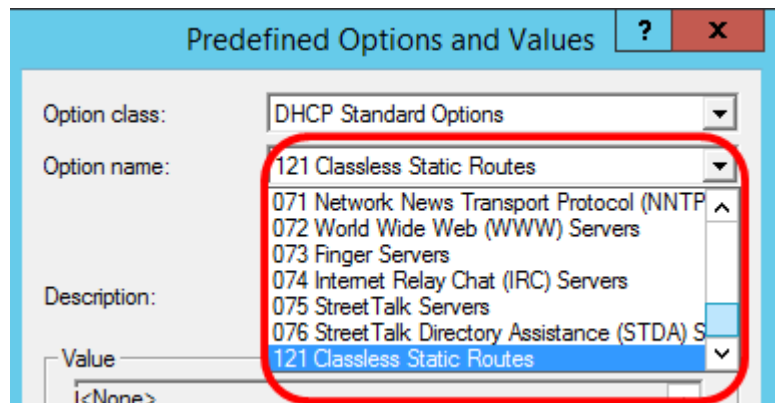 Predefined Options and Values ? x
Option class: DHCP Standard Options
Option name: 121 Classless Static Routes
071 Network News Transport Protocol (NNTP
072 World Wide Web (WWW) Servers
073 Finger Servers
074 Internet Relay Chat (IRC) Servers
Description:
075 StreetTalk Servers
076 StreetTalk Directory Assistance (STDA) S
Value
121 Classless Static Routes
<None>